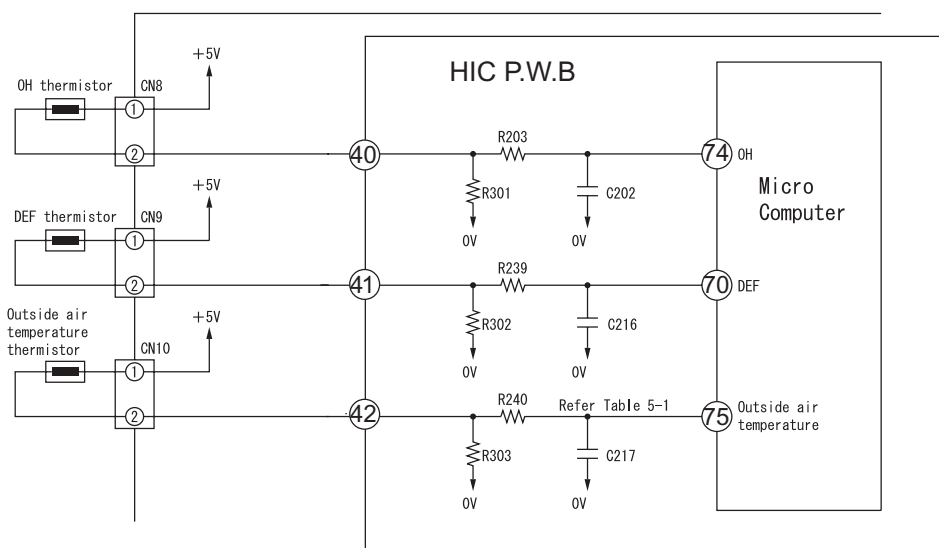 +5V
HIC P.W.B
OH thermistor
CN8
1
2
40
R203
74
OH
R301
C202
0V
0V
Micro
Computer
+5V
DEF thermistor
CN9
1
2
41
R239
70
DEF
R302
C216
0V
0V
+5V
Outside air
temperature
thermistor
CN10
1
2
42
R240
Refer Table 5-1
75
Outside air
temperature
R303
C217
0V
0V